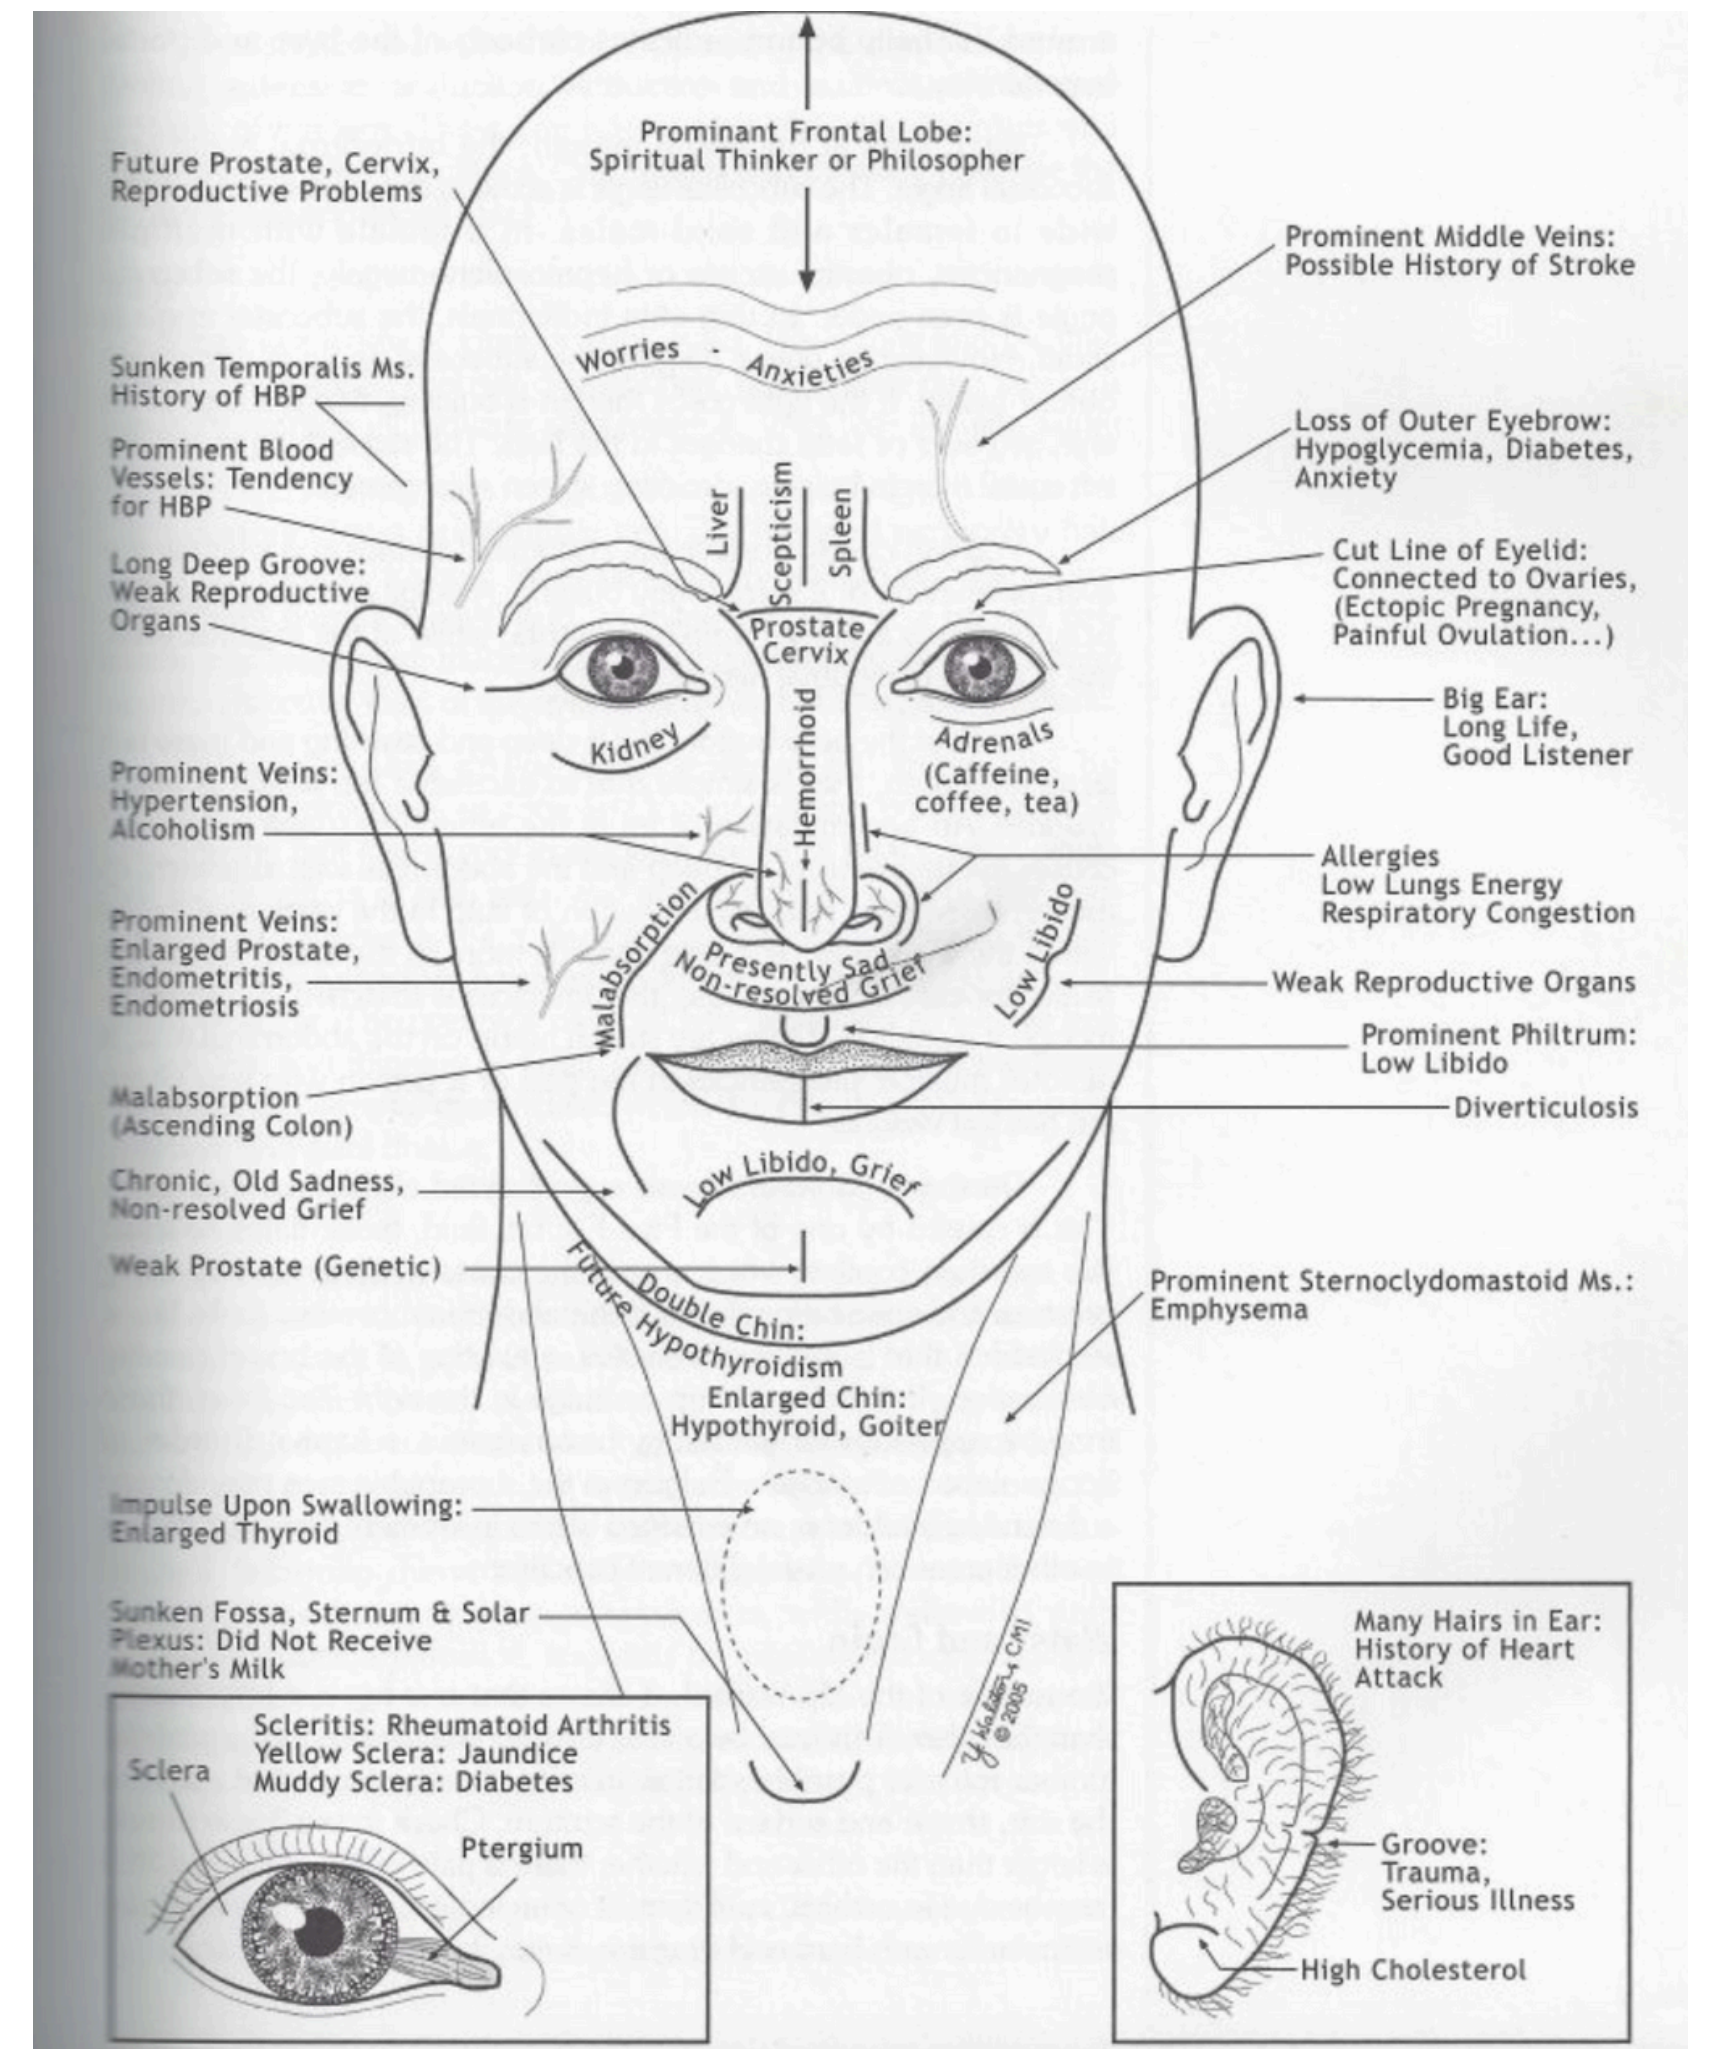 Prominant Frontal Lobe:
Spiritual Thinker or Philosopher
Future Prostate, Cervix,
Reproductive Problems
Prominent Middle Veins:
Possible History of Stroke
Worries - Anxieties
Sunken Temporalis Ms.
History of HBP
Prominent Blood
Vessels: Tendency
for HBP
Loss of Outer Eyebrow:
Hypoglycemia, Diabetes,
Anxiety
Liver
Scepticism
Spleen
Long Deep Groove:
Weak Reproductive
Organs
Cut Line of Eyelid:
Connected to Ovaries,
(Ectopic Pregnancy,
Painful Ovulation...)
Prostate
Cervix
Hemorrhoid
Kidney
Adrenals
(Caffeine,
coffee, tea)
Big Ear:
Long Life,
Good Listener
Prominent Veins:
Hypertension,
Alcoholism
Allergies
Low Lungs Energy
Respiratory Congestion
Prominent Veins:
Enlarged Prostate,
Endometritis,
Endometriosis
Malabsorption
Presently Sad
Non-resolved Grief
Low Libido
Weak Reproductive Organs
Prominent Philtrum:
Low Libido
Malabsorption
(Ascending Colon)
Diverticulosis
Chronic, Old Sadness,
Non-resolved Grief
Low Libido, Grief
Weak Prostate (Genetic)
Double Chin:
Future Hypothyroidism
Enlarged Chin:
Hypothyroid, Goiter
Prominent Sternoclydomastoid Ms.:
Emphysema
Impulse Upon Swallowing:
Enlarged Thyroid
Sunken Fossa, Sternum & Solar
Plexus: Did Not Receive
Mother's Milk
CMI
© 2005
Scleritis: Rheumatoid Arthritis
Yellow Sclera: Jaundice
Muddy Sclera: Diabetes
Sclera
Ptergium
Many Hairs in Ear:
History of Heart
Attack
Groove:
Trauma,
Serious Illness
High Cholesterol